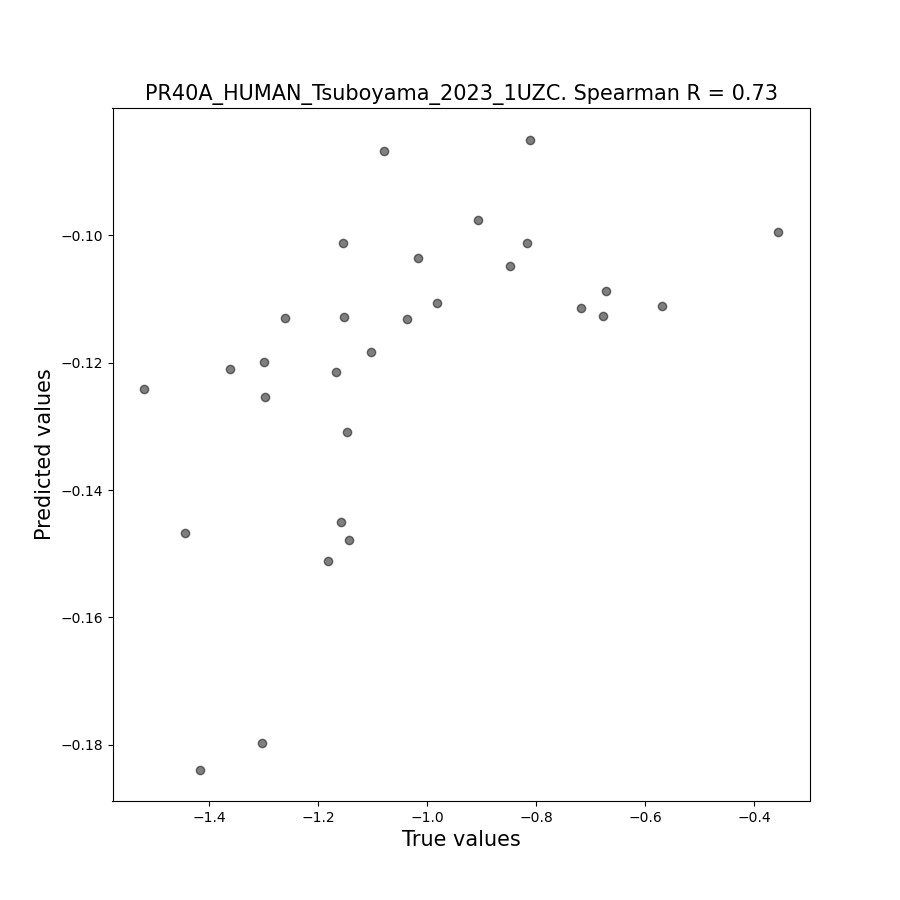 PR40A_HUMAN_Tsuboyama_2023_1UZC. Spearman R = 0.73
−0.10
−0.12
−0.14
−0.16
−0.18
Predicted values
−1.4 −1.2 −1.0 −0.8 −0.6 −0.4
True values